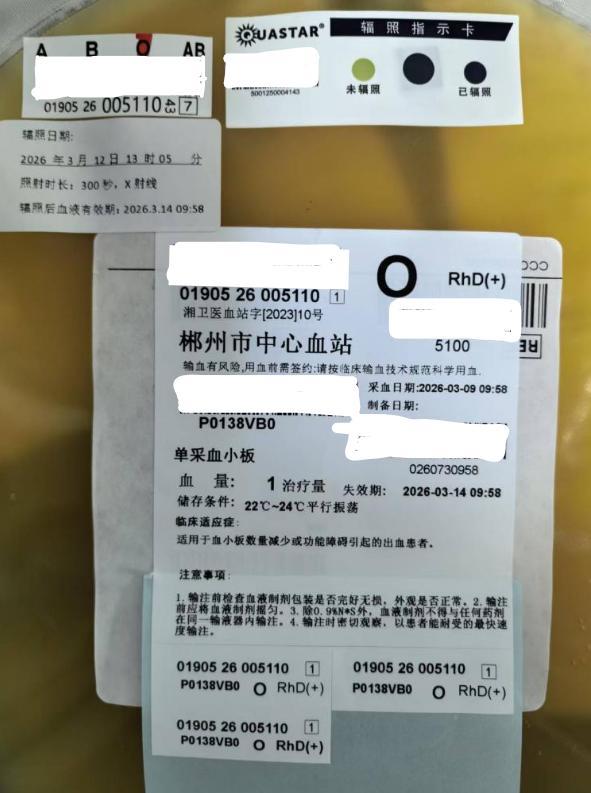 A B O AB
01905 26 005110 43 7
QUASTAR®
辐照指示卡
5001250004143
未辐照
已辐照
辐照日期:
2026 年3月 12日 13 时05 分
照射时长: 300秒, X射线
辐照后血液有效期: 2026.3.14 09:58
O
RhD(+)
01905 26 005110 1
湘卫医血站字[2023]10号
郴州市中心血站
5100
输血有风险,用血前需签约;请按临床输血技术规范科学用血.
采血日期:2026-03-09 09:58
制备日期:
P0138VB0
0260730958
单采血小板
血 量: 1 治疗量
失效期: 2026-03-14 09:58
储存条件: 22℃~24℃平行振荡
临床适应症:
适用于血小板数量减少或功能障碍引起的出血患者。
注意事项:
1.输注前检查血液制剂包装是否完好无损,外观是否正常。2.输注
前应将血液制剂摇匀。3.除0.9%N*S外,血液制剂不得与任何药剂
在同一输液器内输注。4.输注时密切观察,以患者能耐受的最快速
度输注。
01905 26 005110 1
P0138VB0 O RhD(+)
01905 26 005110 1
P0138VB0 O RhD(+)
01905 26 005110 1
P0138VB0 O RhD(+)